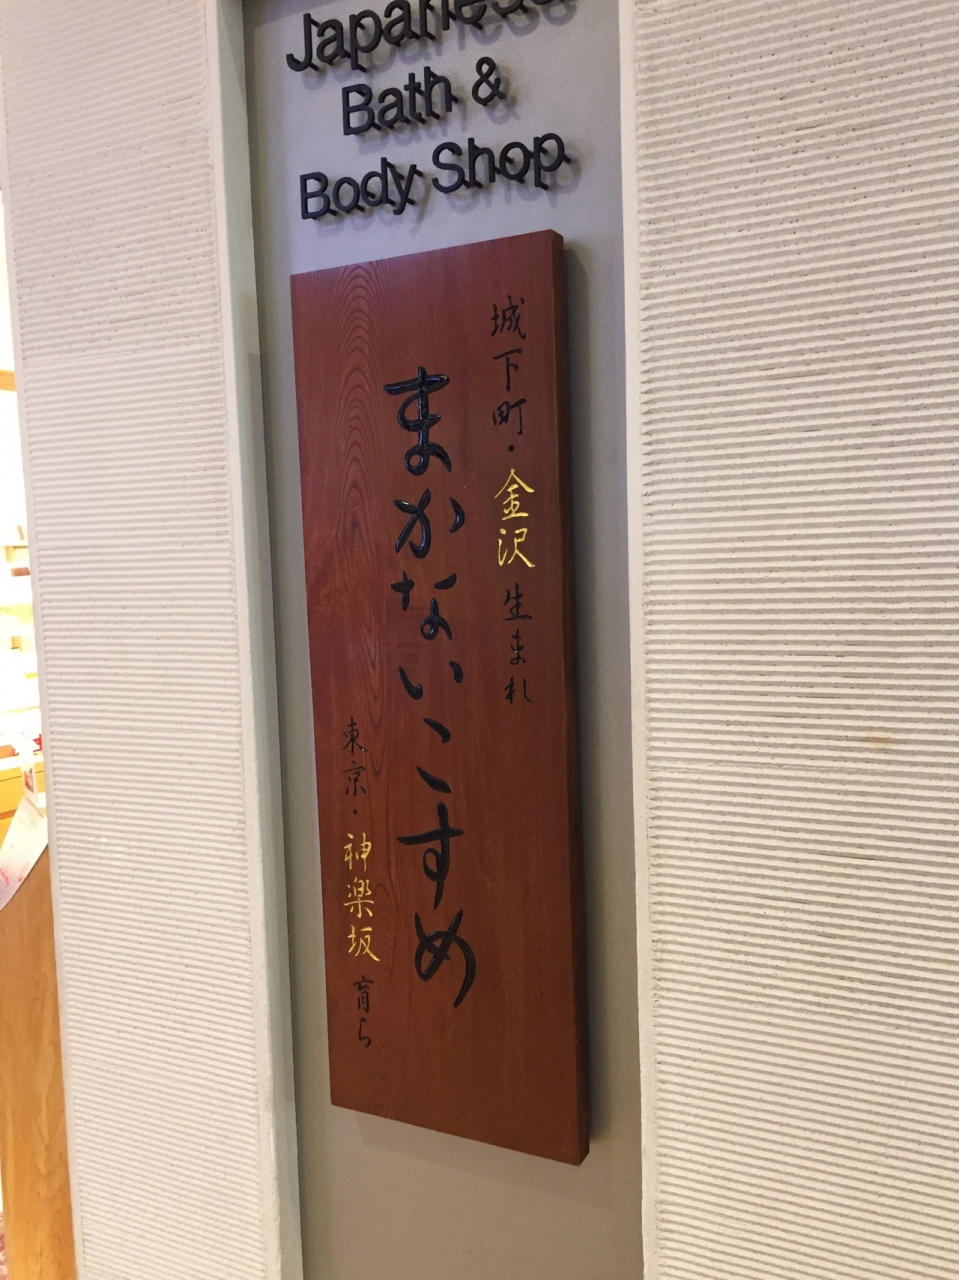 Japanese
Bath &
Body Shop
城下町・金沢生まれ
まかないこすめ
東京・神楽坂育ち